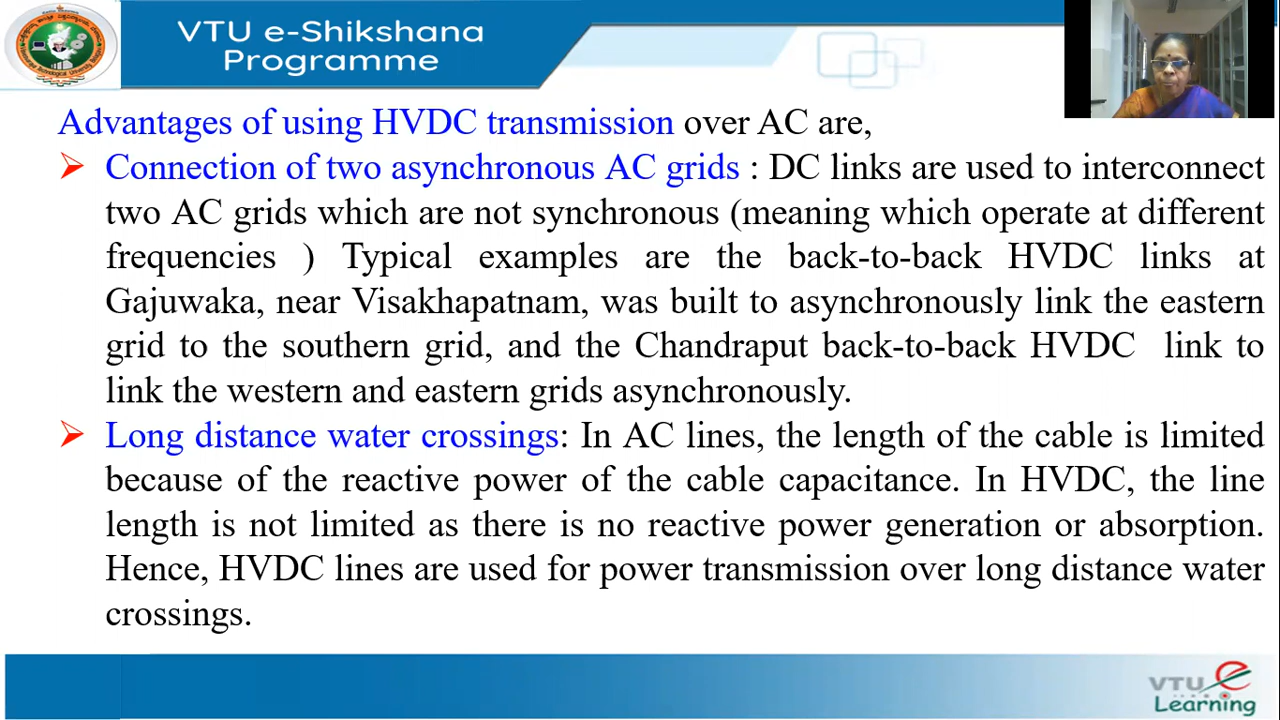 VTU e-Shikshana
Programme
Advantages of using HVDC transmission over AC are,
Connection of two asynchronous AC grids : DC links are used to interconnect
two AC grids which are not synchronous (meaning which operate at different
frequencies ) Typical examples are the back-to-back HVDC links at
Gajuwaka, near Visakhapatnam, was built to asynchronously link the eastern
grid to the southern grid, and the Chandraput back-to-back HVDC link to
link the western and eastern grids asynchronously.
Long distance water crossings: In AC lines, the length of the cable is limited
because of the reactive power of the cable capacitance. In HVDC, the line
length is not limited as there is no reactive power generation or absorption.
Hence, HVDC lines are used for power transmission over long distance water
crossings.
VTU e
Learning